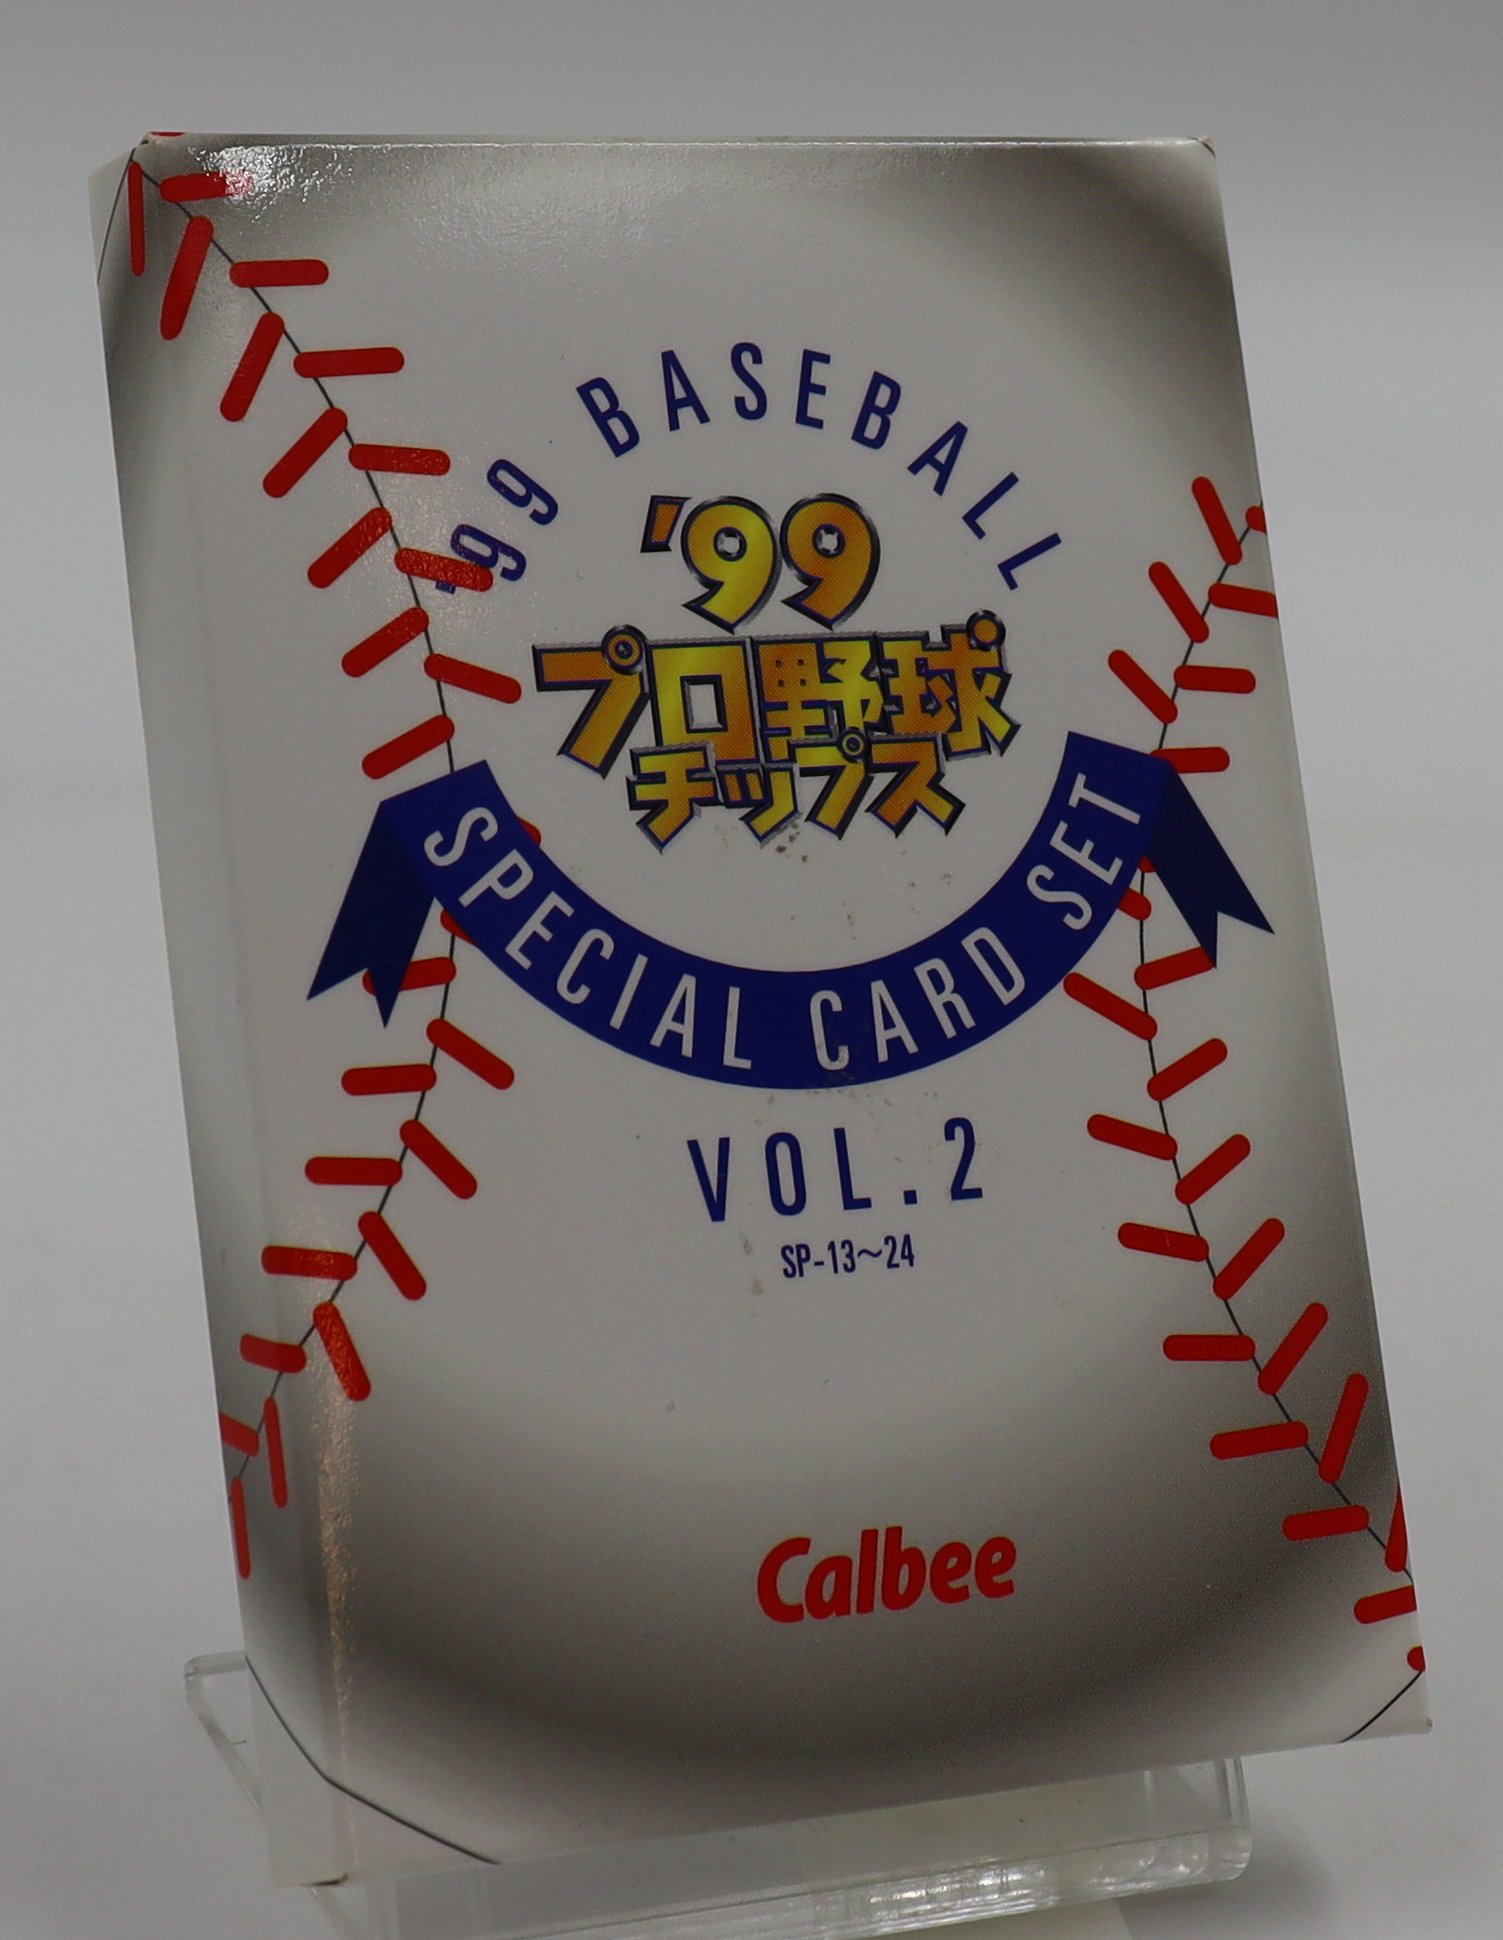 '99 BASEBALL
'99
プロ野球
チップス
SPECIAL CARD SET
VOL.2
SP-13〜24
Calbee